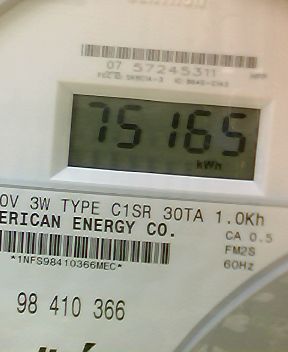 07 57245311
75165
kWh
0V 3W TYPE C1SR 30TA 1.0Kh
ERICAN ENERGY CO.
CA 0.5
FM2S
*1NFS98410366MEC*
60Hz
98 410 366